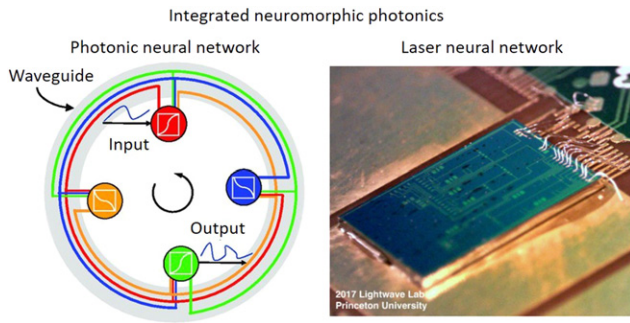 Integrated neuromorphic photonics
Photonic neural network
Laser neural network
Waveguide
Input
Output
2017 Lightwave Lab
Princeton University